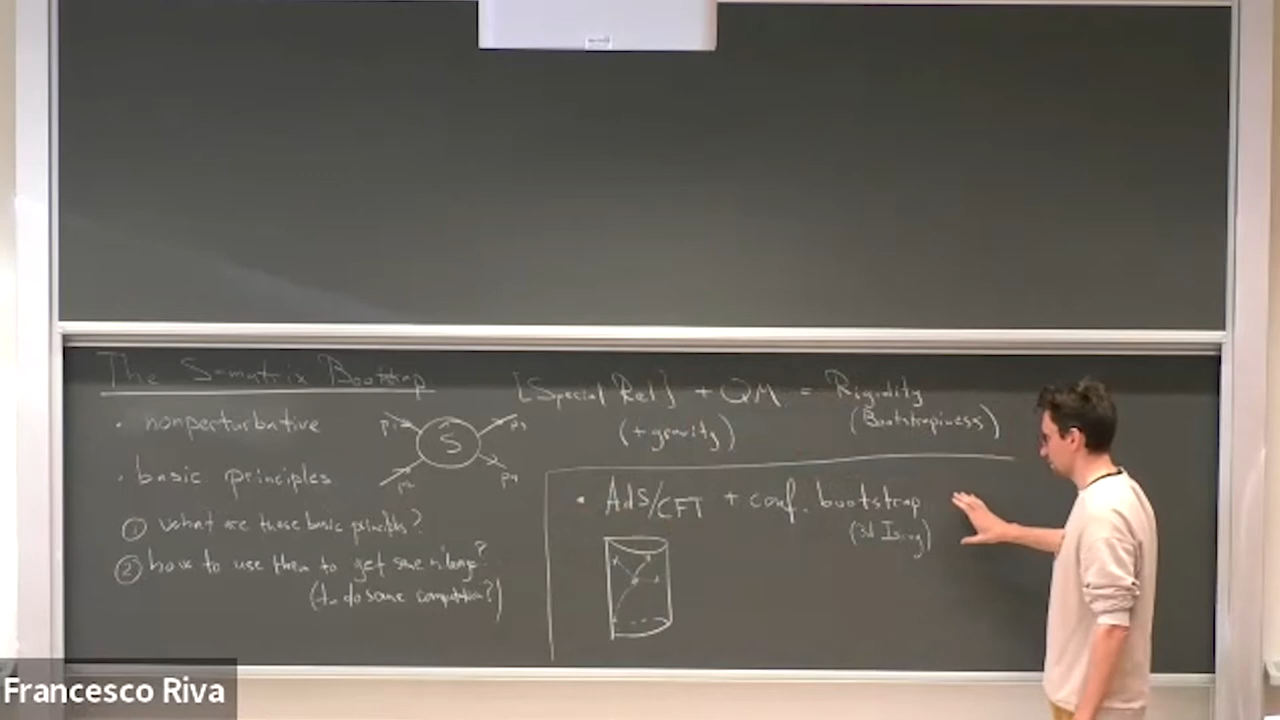 The S-matrix Bootstrap
• nonperturbative
• basic principles
① what are these basic principles?
② how to use them to get some
(to do some computation?)
p1
p2
Ŝ
p3
p4
[Special Rel] + QM = Rigidity
(+ gravity)
(Bootstrapiness)
• AdS/CFT + conf. bootstrap
(3d Ising)
Francesco Riva